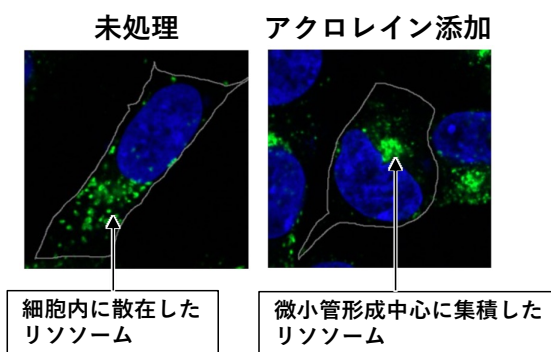 未処理
アクロレイン添加
細胞内に散在した
リソソーム
微小管形成中心に集積した
リソソーム